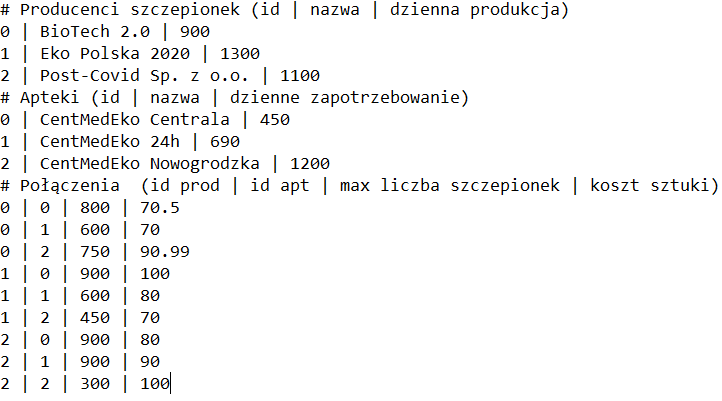 # Producenci szczepionek (id | nazwa | dzienna produkcja)
0 | BioTech 2.0 | 900
1 | Eko Polska 2020 | 1300
2 | Post-Covid Sp. z o.o. | 1100
# Apteki (id | nazwa | dzienne zapotrzebowanie)
0 | CentMedEko Centrala | 450
1 | CentMedEko 24h | 690
2 | CentMedEko Nowogrodzka | 1200
# Połączenia  (id prod | id apt | max liczba szczepionek | koszt sztuki)
0 | 0 | 800 | 70.5
0 | 1 | 600 | 70
0 | 2 | 750 | 90.99
1 | 0 | 900 | 100
1 | 1 | 600 | 80
1 | 2 | 450 | 70
2 | 0 | 900 | 80
2 | 1 | 900 | 90
2 | 2 | 300 | 100